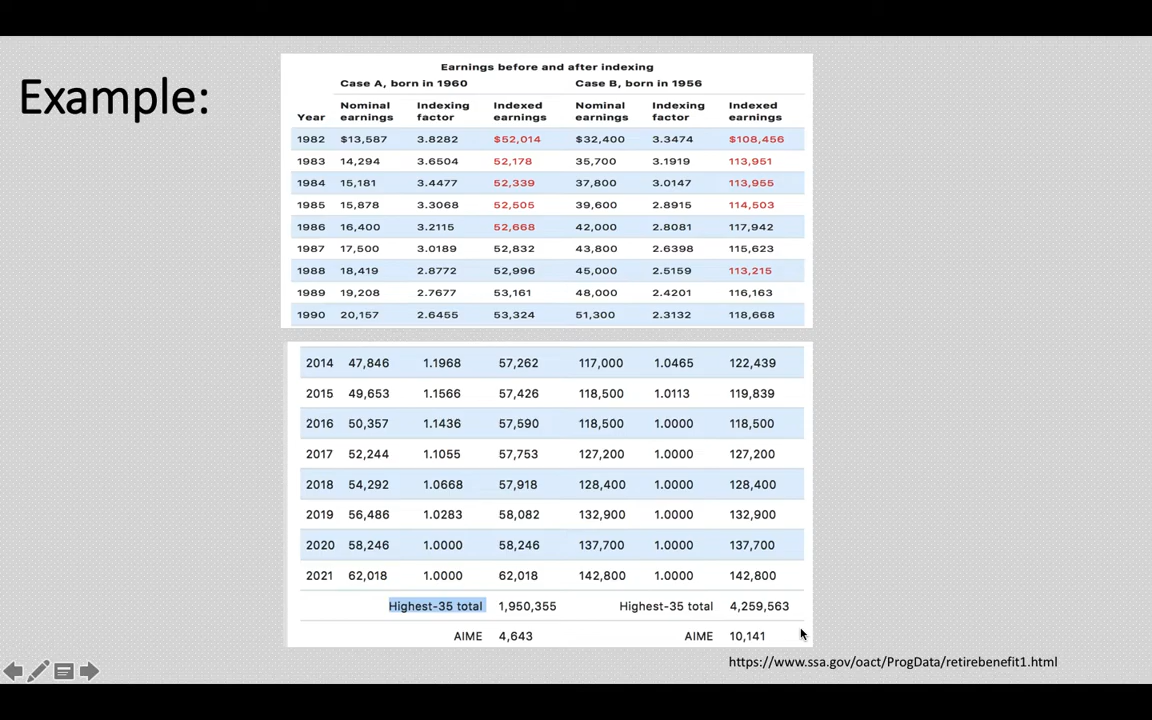 Example:
Earnings before and after indexing
Case A, born in 1960 Case B, born in 1956
Year Nominal earnings Indexing factor Indexed earnings Nominal earnings Indexing factor Indexed earnings
1982 $13,587 3.8282 $52,014 $32,400 3.3474 $108,456
1983 14,294 3.6504 52,178 35,700 3.1919 113,951
1984 15,181 3.4477 52,339 37,800 3.0147 113,955
1985 15,878 3.3068 52,505 39,600 2.8915 114,503
1986 16,400 3.2115 52,668 42,000 2.8081 117,942
1987 17,500 3.0189 52,832 43,800 2.6398 115,623
1988 18,419 2.8772 52,996 45,000 2.5159 113,215
1989 19,208 2.7677 53,161 48,000 2.4201 116,163
1990 20,157 2.6455 53,324 51,300 2.3132 118,668
2014 47,846 1.1968 57,262 117,000 1.0465 122,439
2015 49,653 1.1566 57,426 118,500 1.0113 119,839
2016 50,357 1.1436 57,590 118,500 1.0000 118,500
2017 52,244 1.1055 57,753 127,200 1.0000 127,200
2018 54,292 1.0668 57,918 128,400 1.0000 128,400
2019 56,486 1.0283 58,082 132,900 1.0000 132,900
2020 58,246 1.0000 58,246 137,700 1.0000 137,700
2021 62,018 1.0000 62,018 142,800 1.0000 142,800
Highest-35 total 1,950,355 Highest-35 total 4,259,563
AIME 4,643 AIME 10,141
https://www.ssa.gov/oact/ProgData/retirebenefit1.html